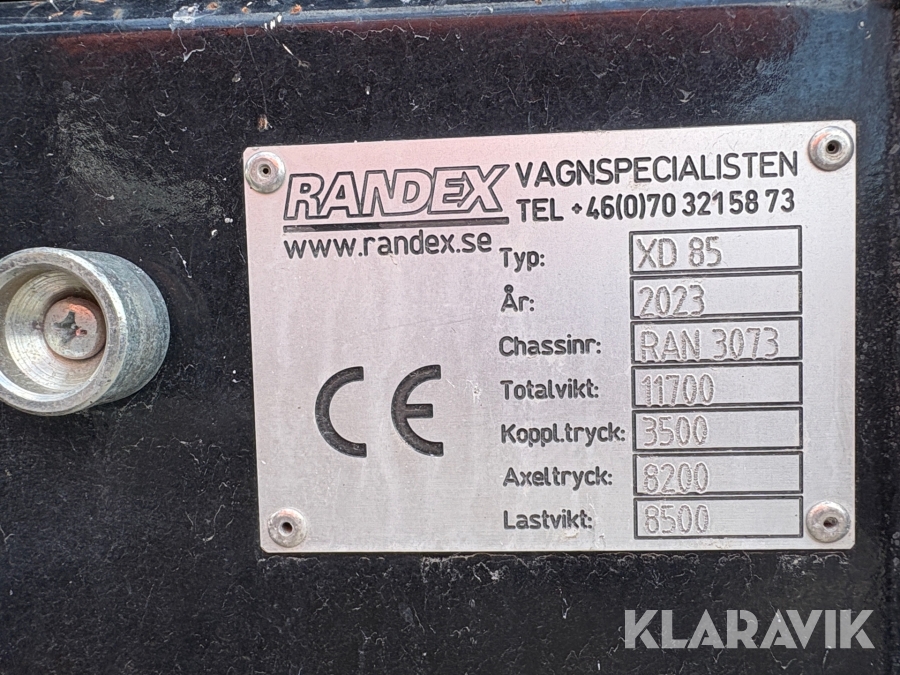 RANDEX
www.randex.se
VAGNSPECIALISTEN
TEL +46(0)70 321 58 73
Typ: XD 85
År: 2023
Chassinr: RAN 3073
Totalvikt: 11700
Koppl.tryck: 3500
Axeltryck: 8200
Lastvikt: 8500
CE
KLARAVIK